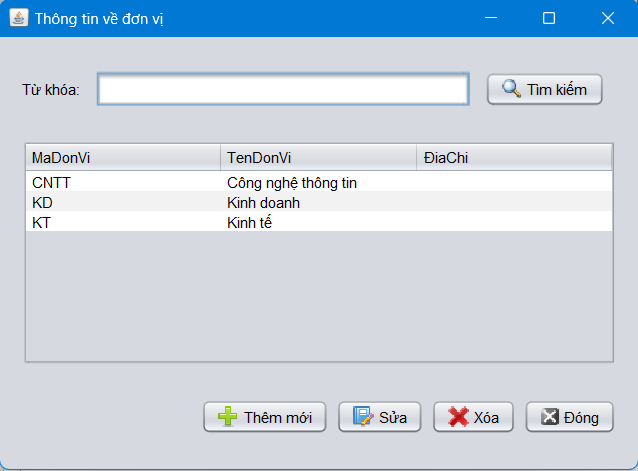 Thông tin về đơn vị
Từ khóa: Tìm kiếm
MaDonVi TenDonVi ĐiaChi
CNTT Công nghệ thông tin
KD Kinh doanh
KT Kinh tế
Thêm mới Sửa Xóa Đóng